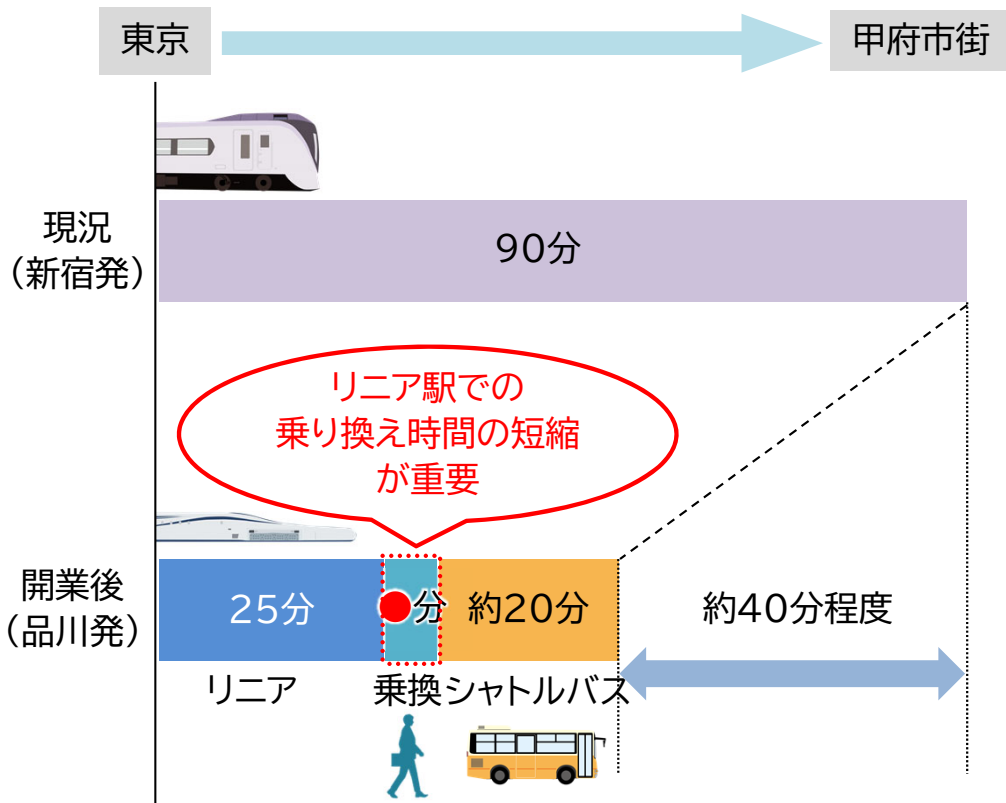 東京
甲府市街
現況
（新宿発）
90分
リニア駅での
乗り換え時間の短縮
が重要
開業後
（品川発）
25分
●分
約20分
約40分程度
リニア
乗換
シャトルバス